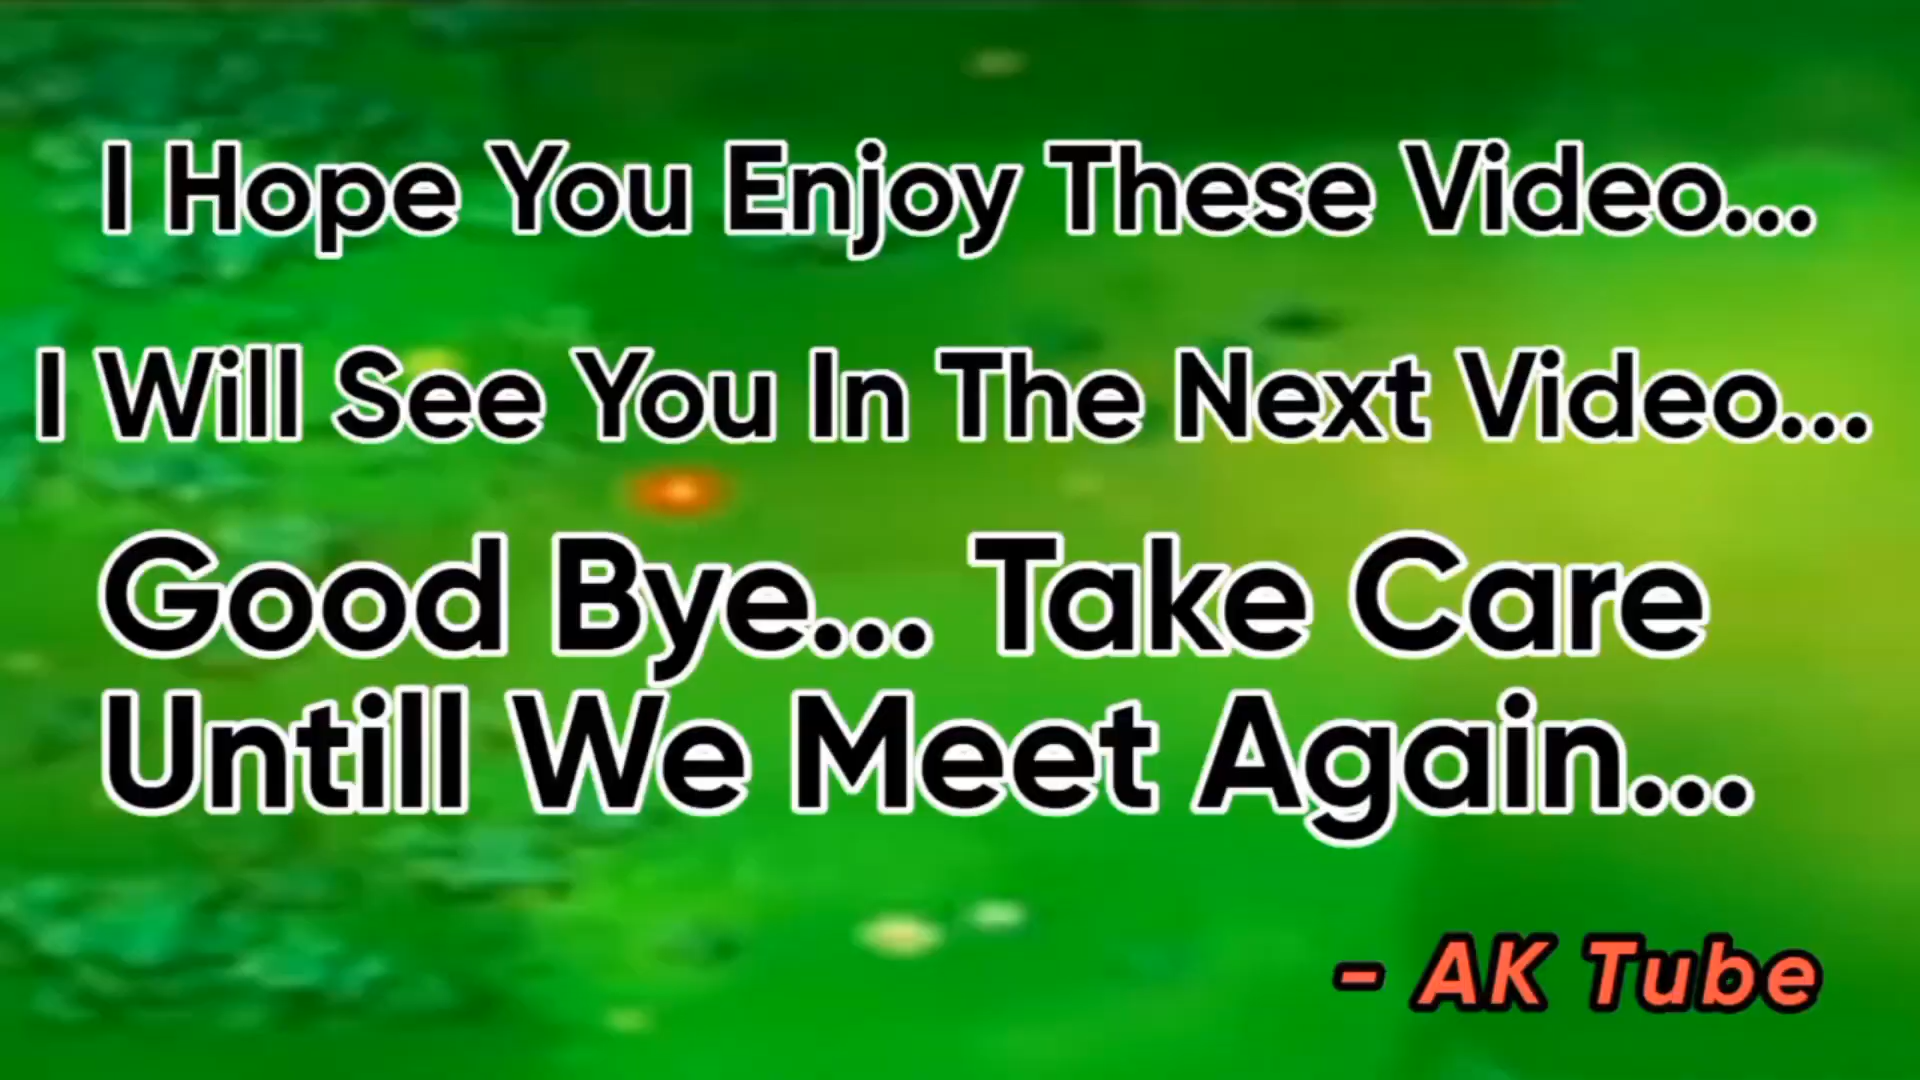 I Hope You Enjoy These Video...
I Will See You In The Next Video...
Good Bye... Take Care
Untill We Meet Again...
- AK Tube